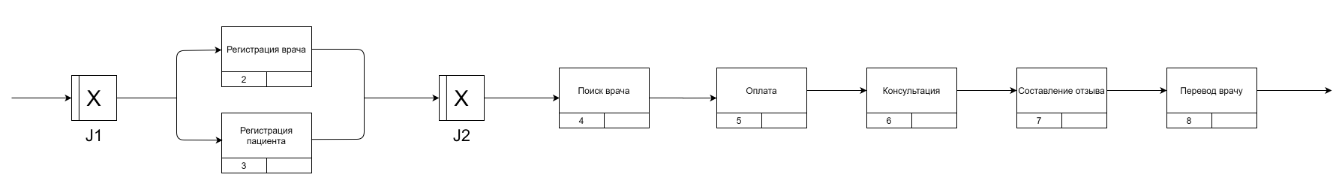 X
J1
Регистрация врача
2
Регистрация
пациента
3
X
J2
Поиск врача
4
Оплата
5
Консультация
6
Составление отзыва
7
Перевод врачу
8